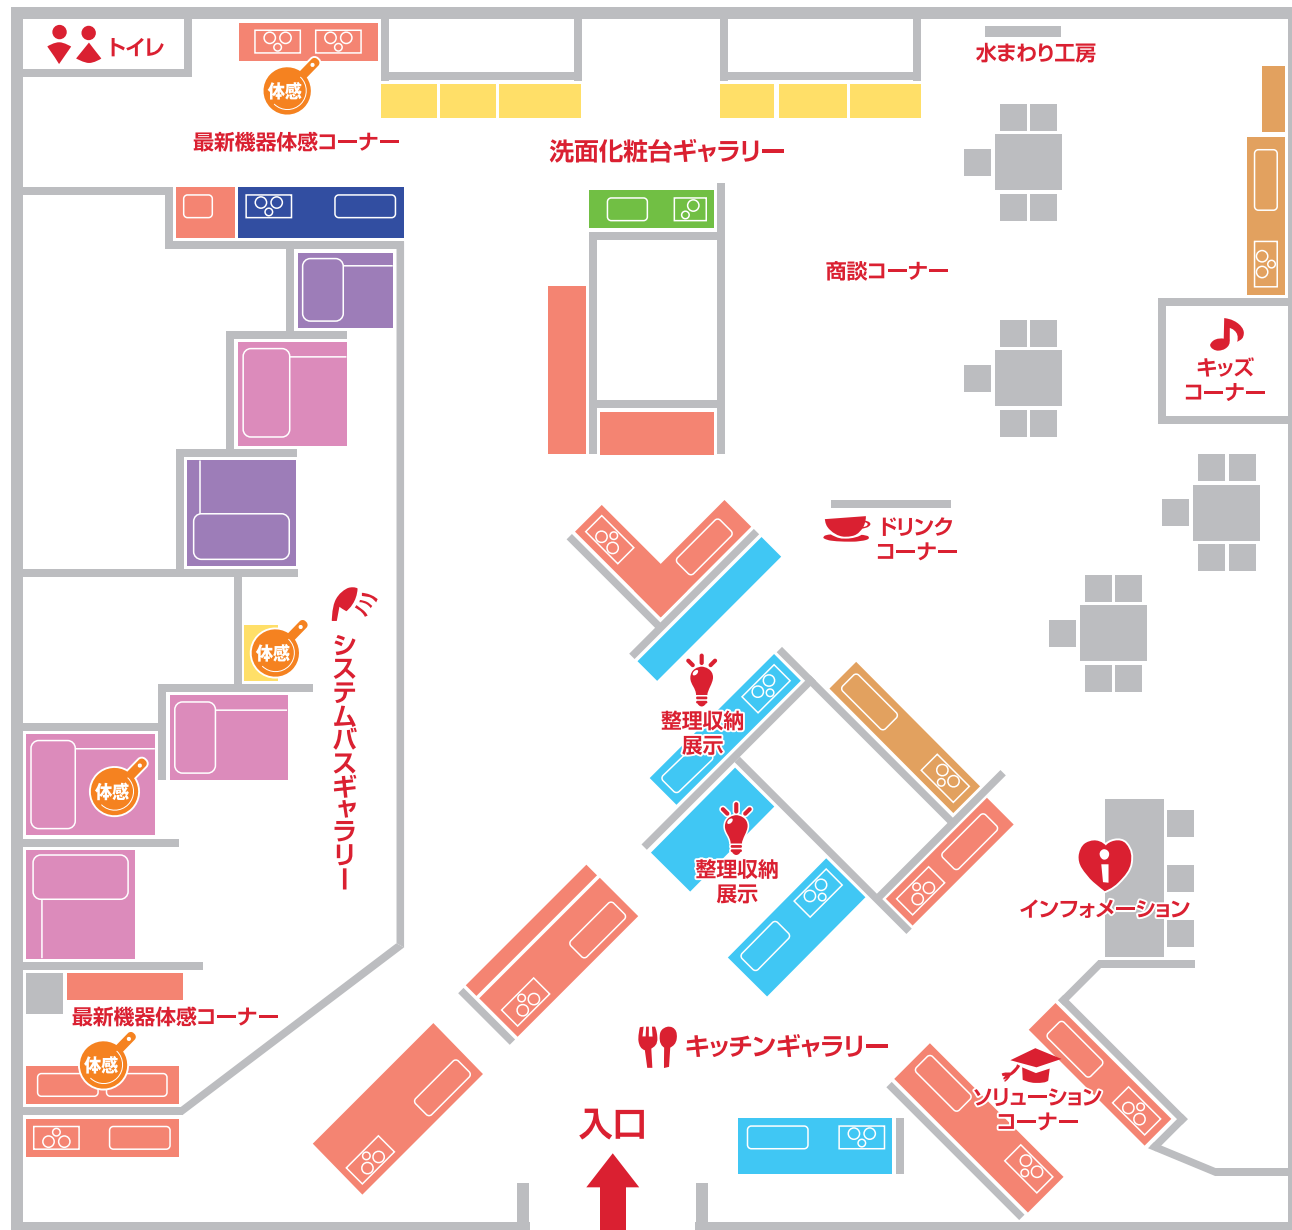 トイレ
体感
最新機器体感コーナー
水まわり工房
洗面化粧台ギャラリー
商談コーナー
キッズ
コーナー
ドリンク
コーナー
体感
システムバスギャラリー
整理収納
展示
体感
整理収納
展示
インフォメーション
最新機器体感コーナー
体感
キッチンギャラリー
ソリューション
コーナー
入口